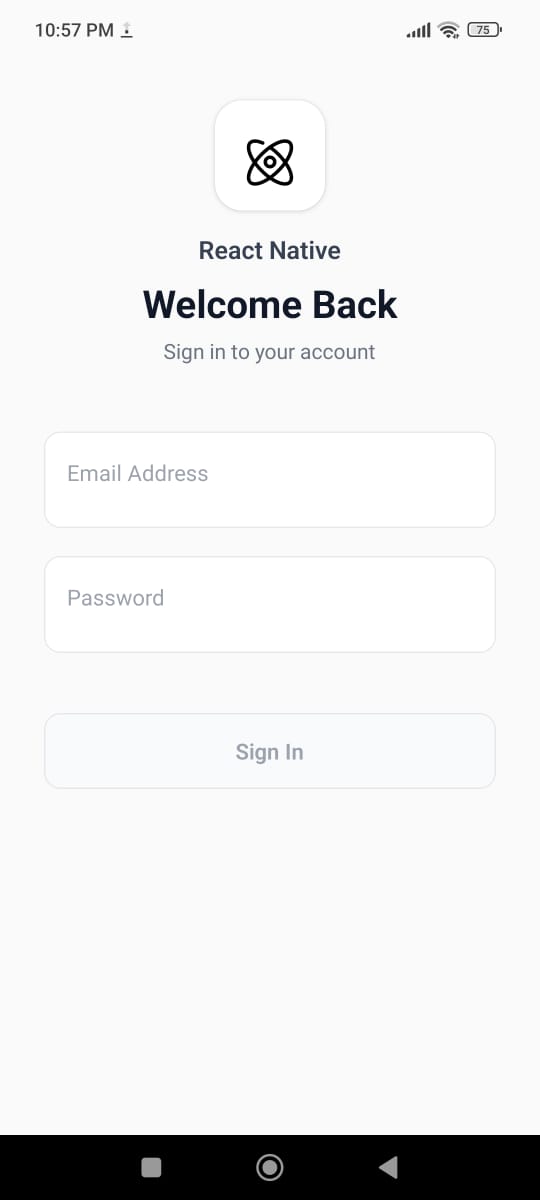 10:57 PM
75
React Native
Welcome Back
Sign in to your account
Email Address
Password
Sign In